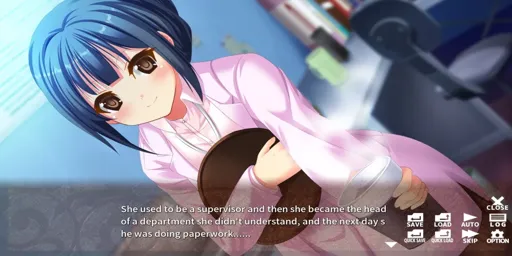 She used to be a supervisor and then she became the head
of a department she didn't understand, and the next day s
he was doing paperwork.....
CLOSE
SAVE LOAD AUTO LOG
QUICK SAVE QUICK LOAD SKIP OPTION